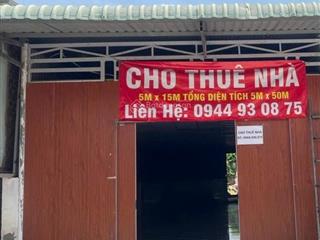 CHO THUÊ NHÀ
5M x 15M TỔNG DIỆN TÍCH 5M x 50M
Liên Hệ: 0944 93 08 75
CHO THUÊ NHÀ